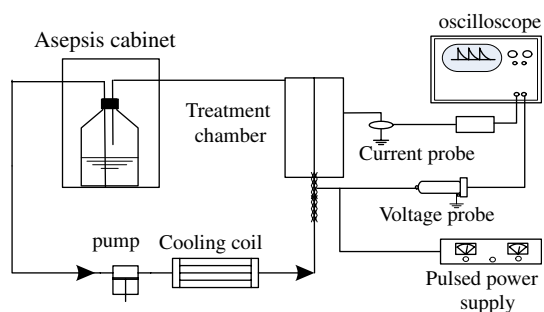 oscilloscope
Asepsis cabinet
Treatment
chamber
Current probe
Voltage probe
pump
Cooling coil
Pulsed power
supply